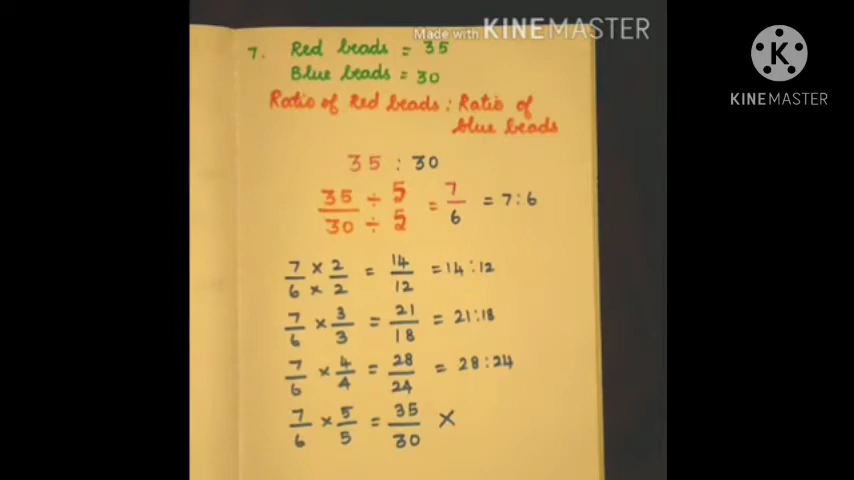 Made with KINEMASTER
KINEMASTER
7. Red beads = 35
Blue beads = 30
Ratio of Red beads : Ratio of
blue beads
35 : 30
35 ÷ 5 / 30 ÷ 5 = 7/6 = 7:6
7/6 × 2/× 2 = 14/12 = 14:12
7/6 × 3/3 = 21/18 = 21:18
7/6 × 4/4 = 28/24 = 28:24
7/6 × 5/5 = 35/30 ×